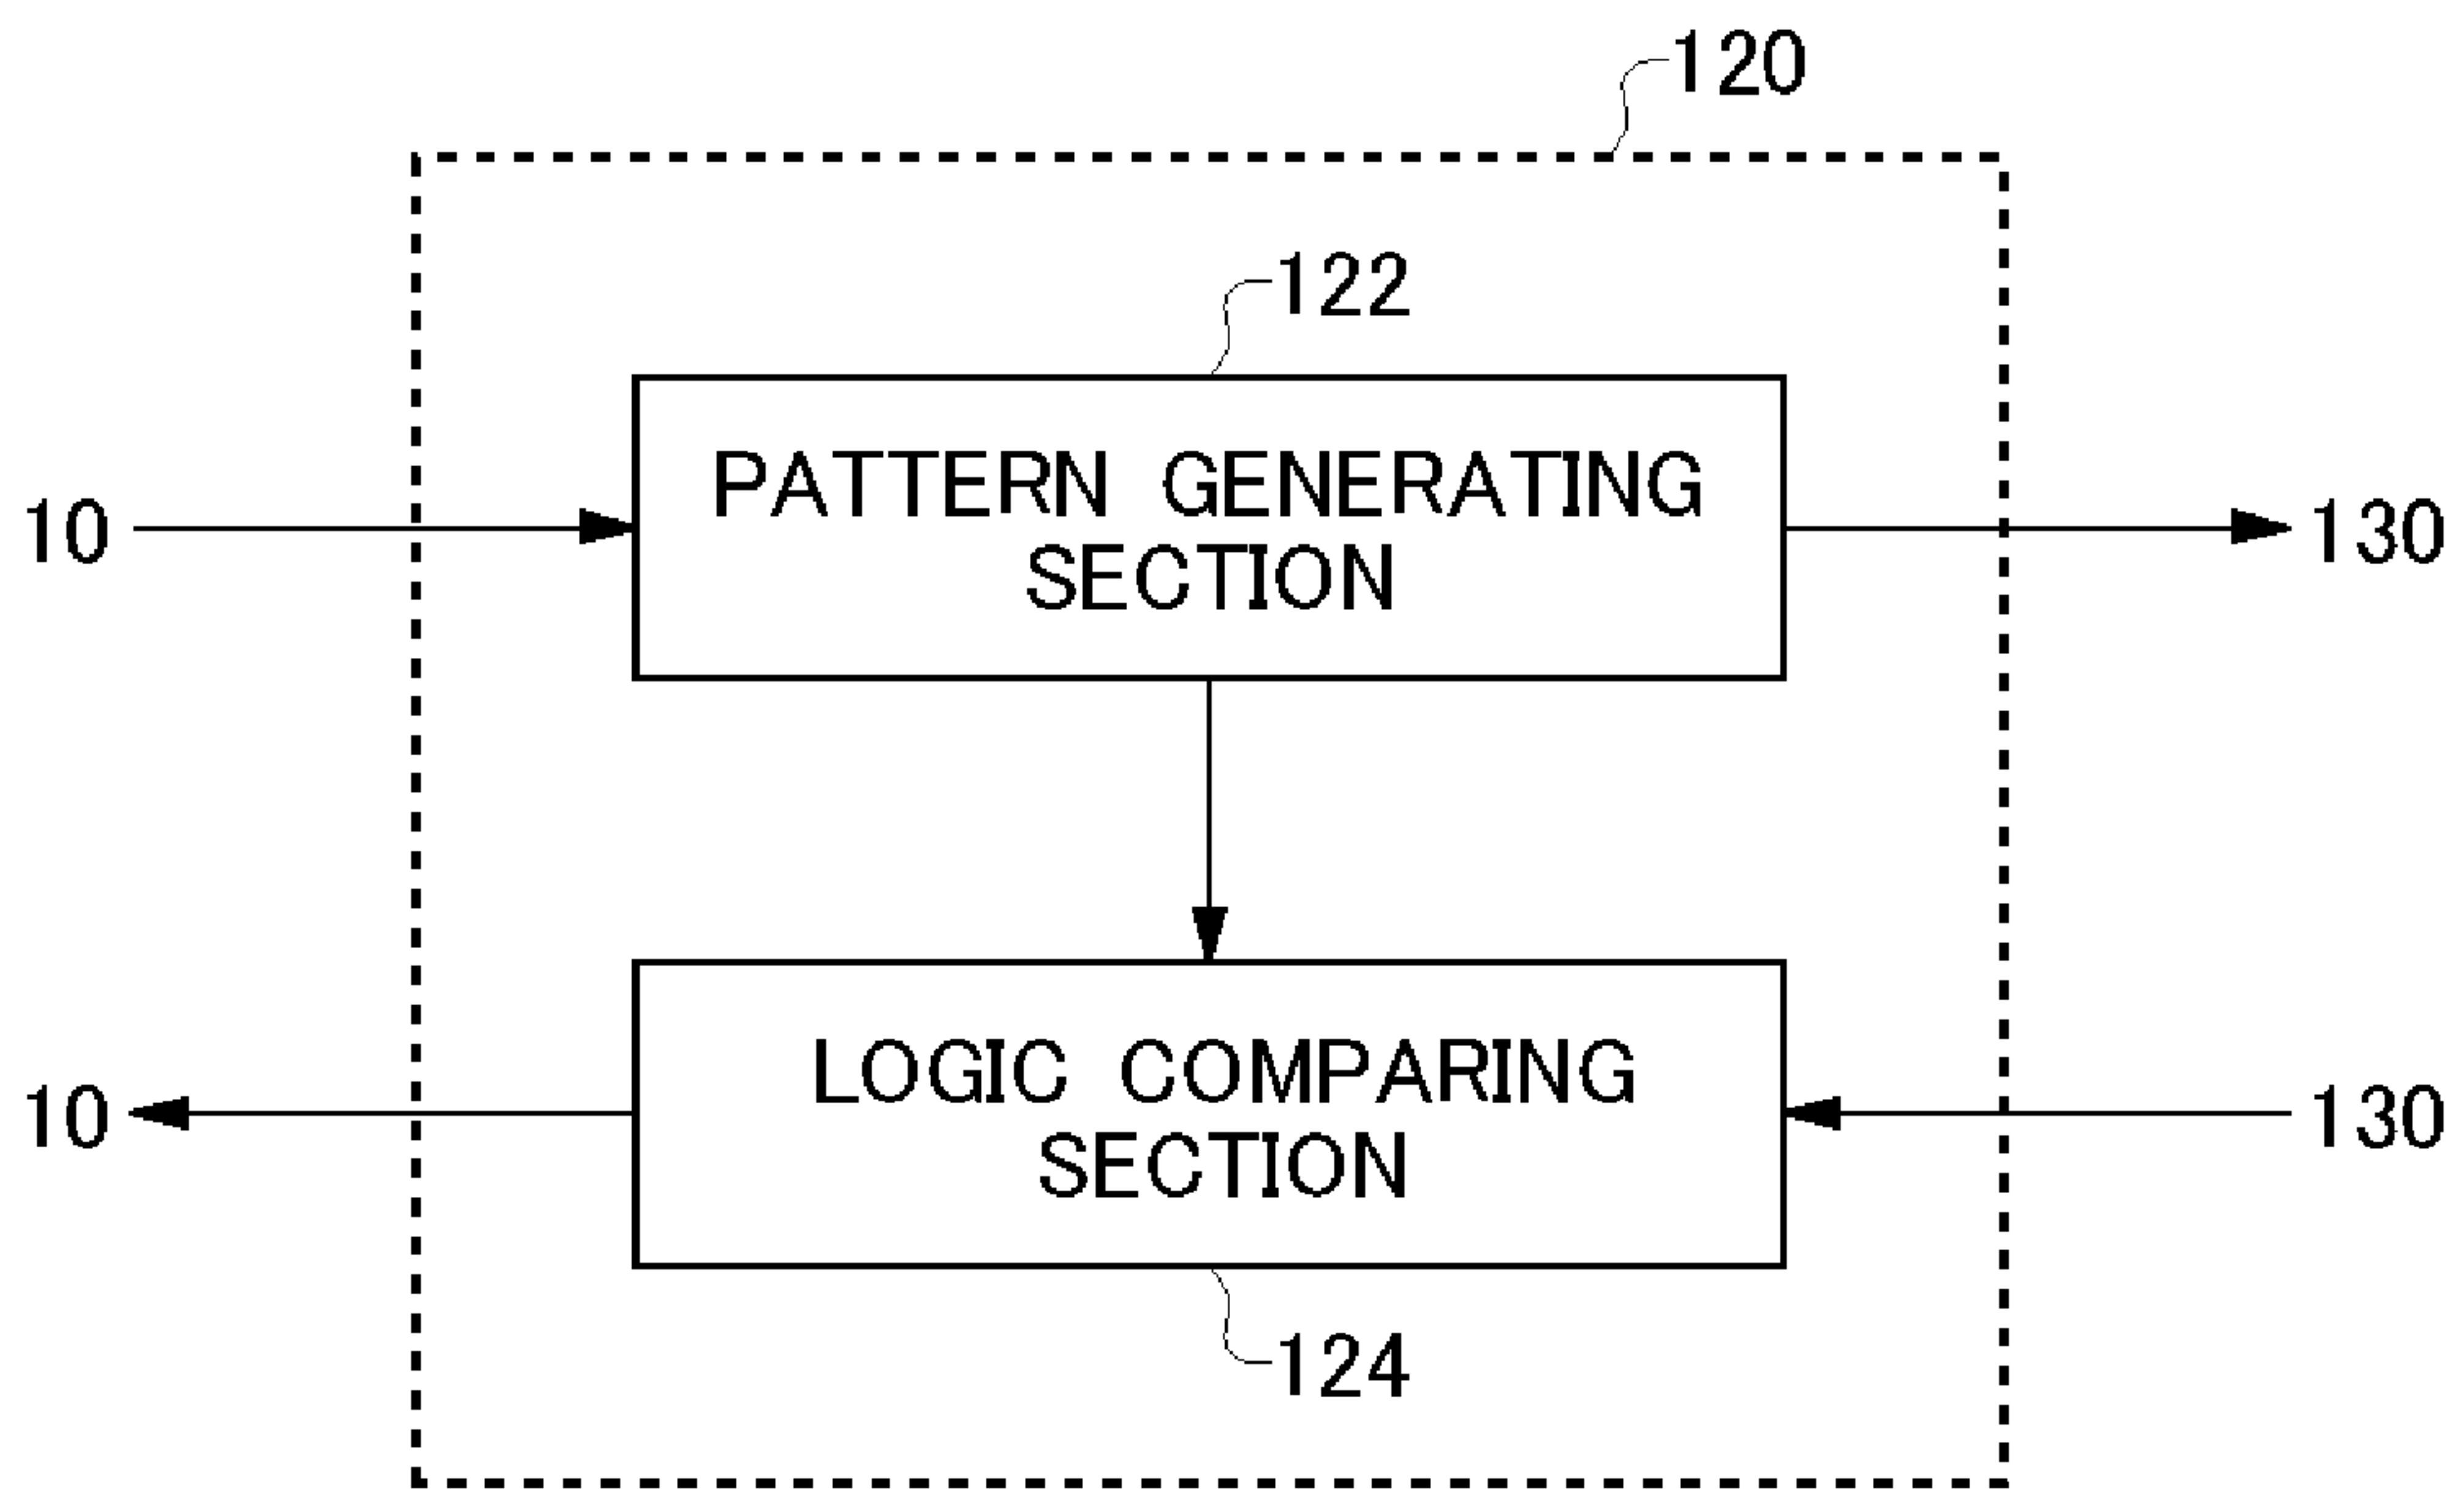 120
122
PATTERN GENERATING
SECTION
10
130
LOGIC COMPARING
SECTION
10
130
124